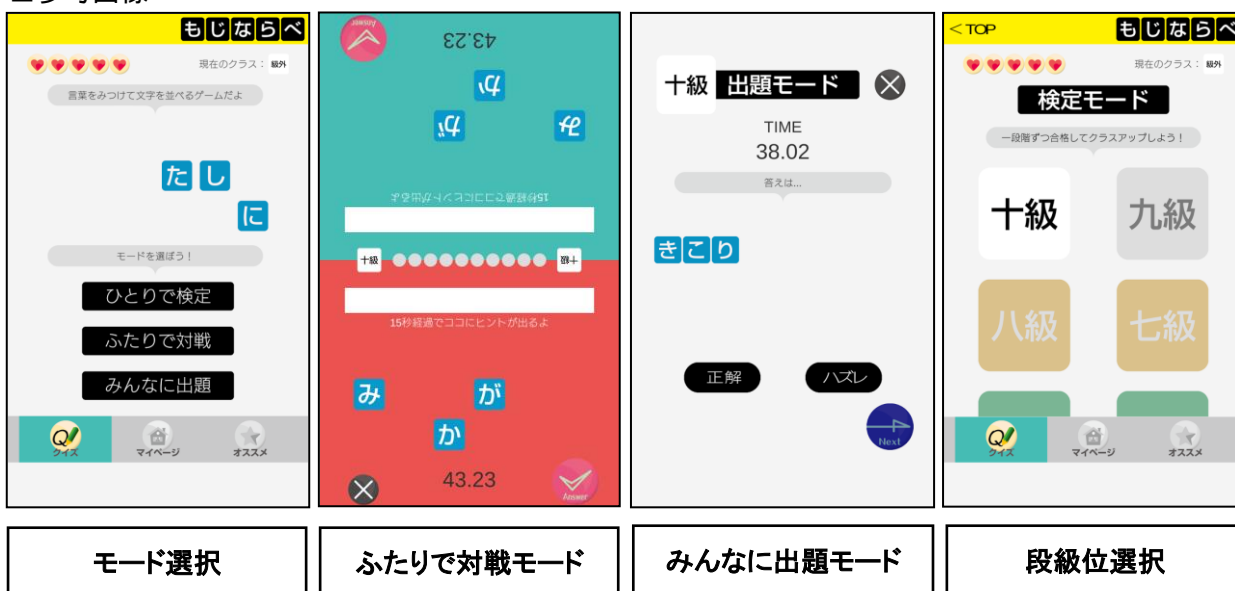 もじならべ
現在のクラス： 級外
言葉をみつけて文字を並べるゲームだよ
たし
に
モードを選ぼう！
ひとりで検定
ふたりで対戦
みんなに出題
クイズ
マイページ
オススメ
モード選択
Answer
43.23
か
が
み
15秒経過でココにヒントが出るよ
十級
十級
15秒経過でココにヒントが出るよ
み
が
か
43.23
Answer
ふたりで対戦モード
十級 出題モード
TIME
38.02
答えは...
きこり
正解
ハズレ
Next
みんなに出題モード
<TOP
もじならべ
現在のクラス： 級外
検定モード
一段階ずつ合格してクラスアップしよう！
十級
九級
八級
七級
クイズ
マイページ
オススメ
段級位選択